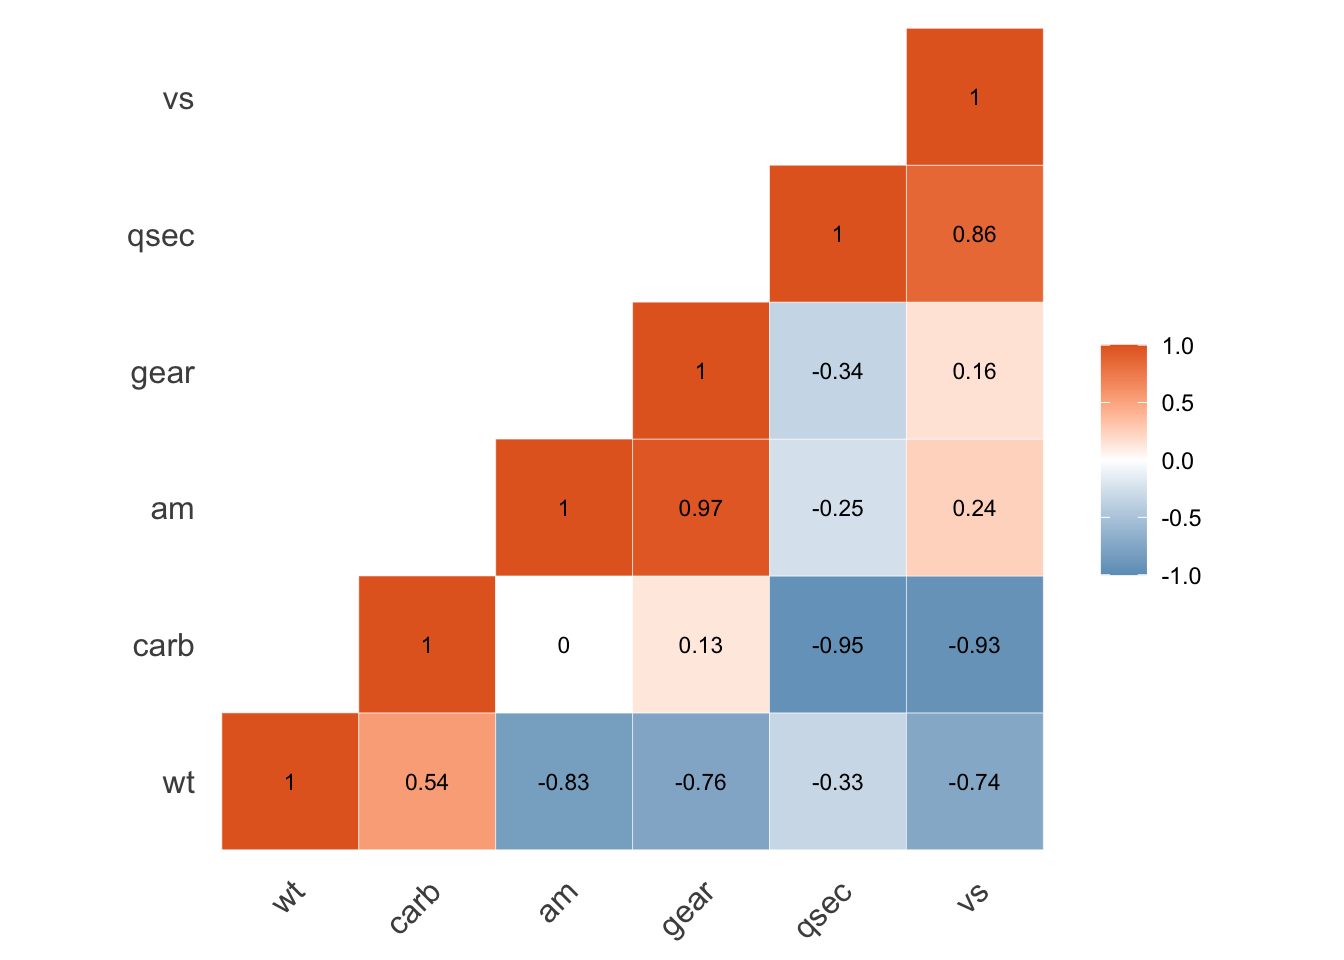 vs 1
qsec 1 0.86
gear 1 -0.34 0.16
am 1 0.97 -0.25 0.24
carb 1 0 0.13 -0.95 -0.93
wt 1 0.54 -0.83 -0.76 -0.33 -0.74
wt carb am gear qsec vs
1.0
0.5
0.0
-0.5
-1.0